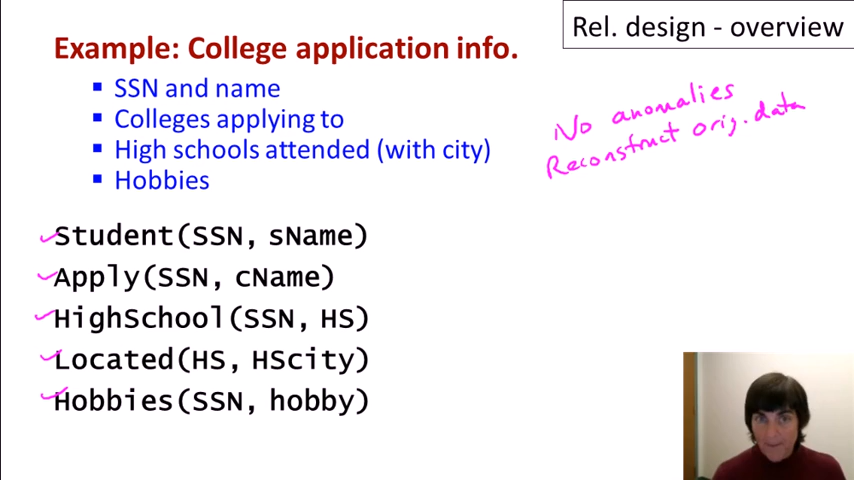 Rel. design - overview
Example: College application info.
▪ SSN and name
▪ Colleges applying to
▪ High schools attended (with city)
▪ Hobbies
No anomalies
Reconstruct orig. data
Student(SSN, sName)
Apply(SSN, cName)
HighSchool(SSN, HS)
Located(HS, HScity)
Hobbies(SSN, hobby)